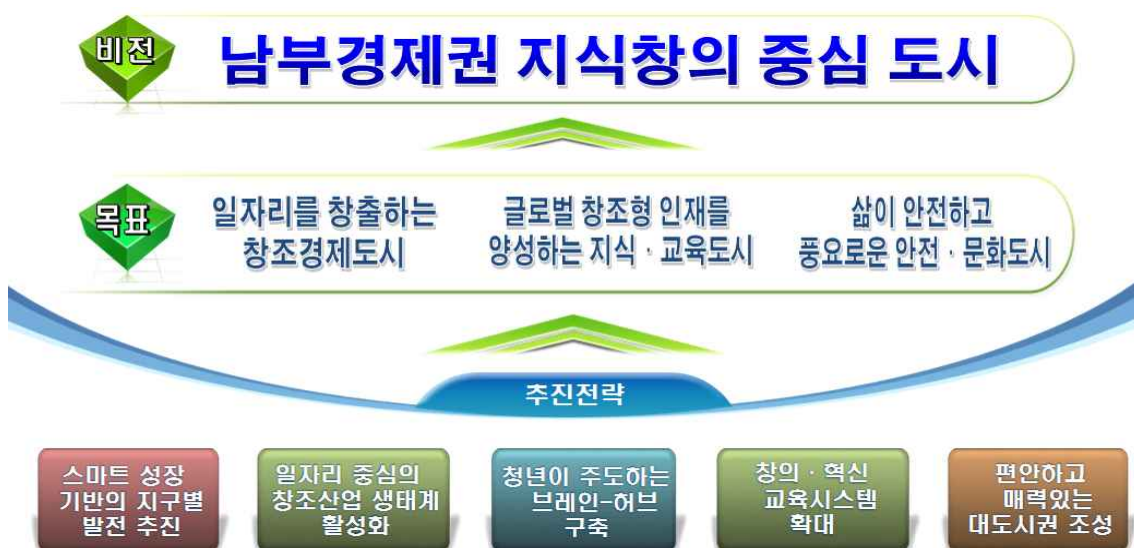 비전
남부경제권 지식창의 중심 도시
목표
일자리를 창출하는
창조경제도시
글로벌 창조형 인재를
양성하는 지식 · 교육도시
삶이 안전하고
풍요로운 안전 · 문화도시
추진전략
스마트 성장
기반의 지구별
발전 추진
일자리 중심의
창조산업 생태계
활성화
청년이 주도하는
브레인-허브
구축
창의 · 혁신
교육시스템
확대
편안하고
매력있는
대도시권 조성